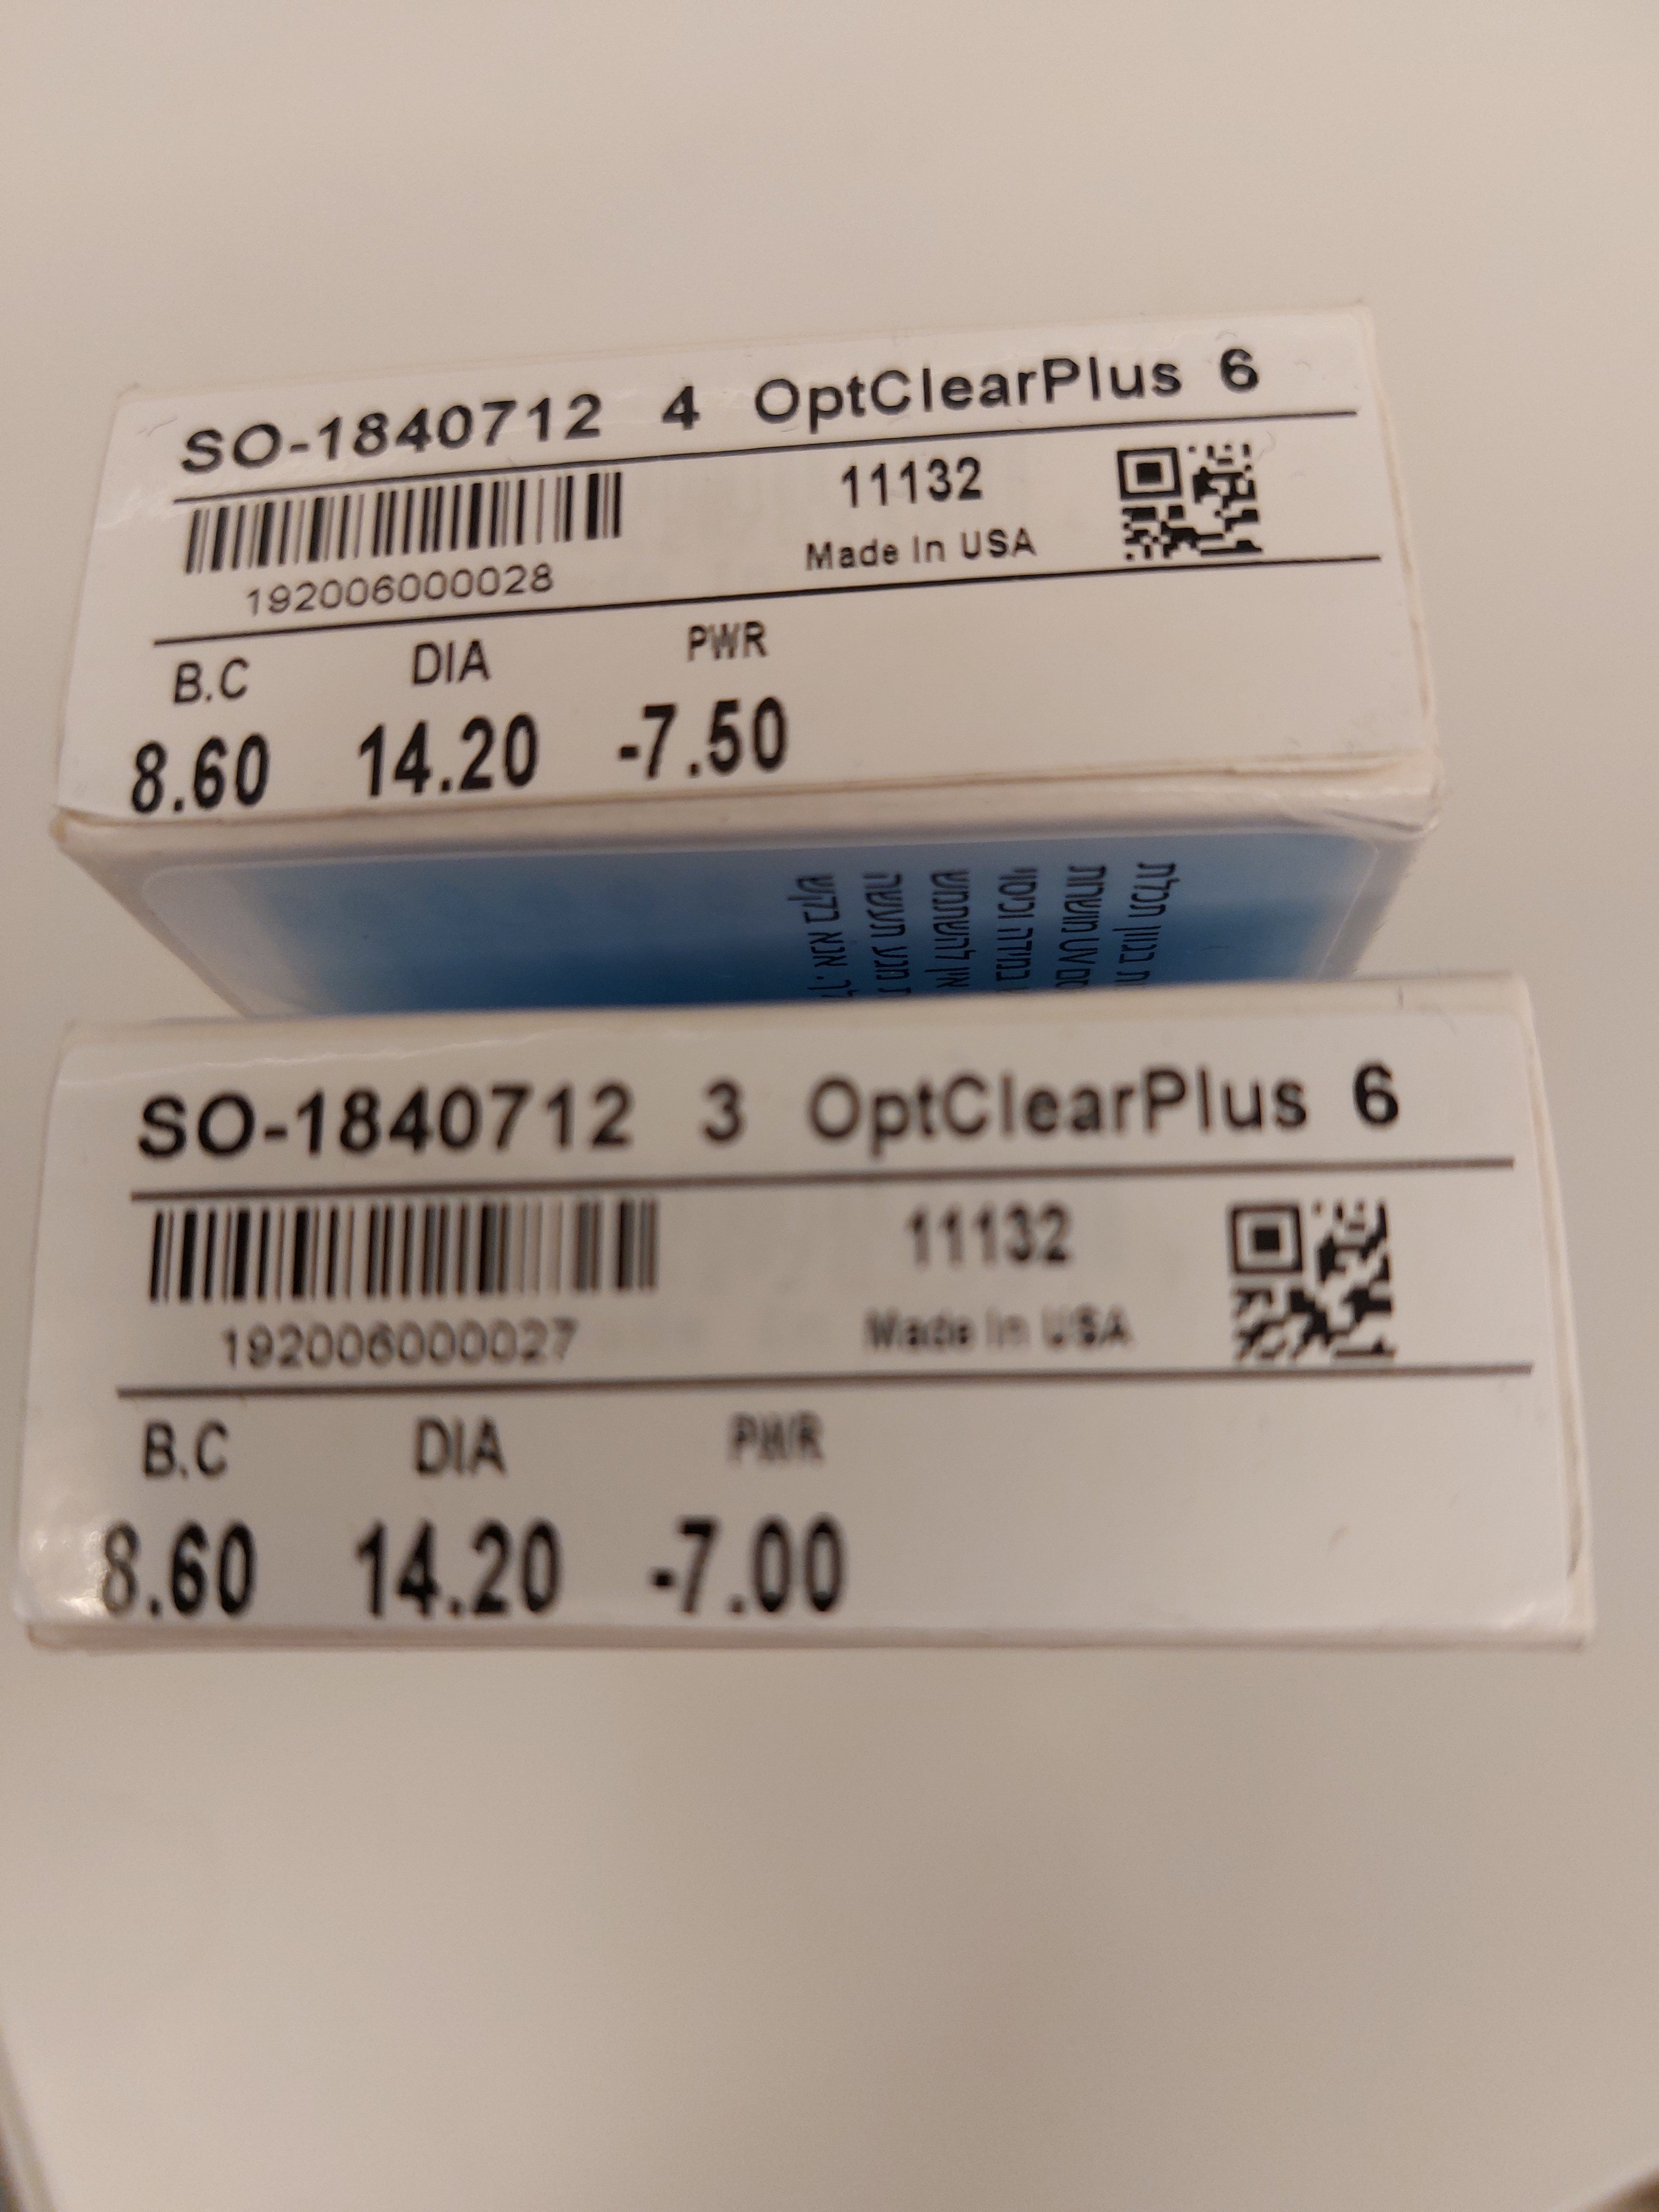 SO-1840712 4 OptClearPlus 6
11132
Made In USA
192006000028
B.C DIA PWR
8.60 14.20 -7.50
SO-1840712 3 OptClearPlus 6
11132
Made In USA
192006000027
B.C DIA PWR
8.60 14.20 -7.00